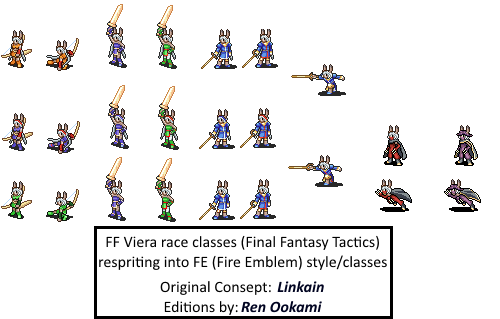 FF Viera race classes (Final Fantasy Tactics)
respriting into FE (Fire Emblem) style/classes
Original Consept: Linkain
Editions by: Ren Ookami